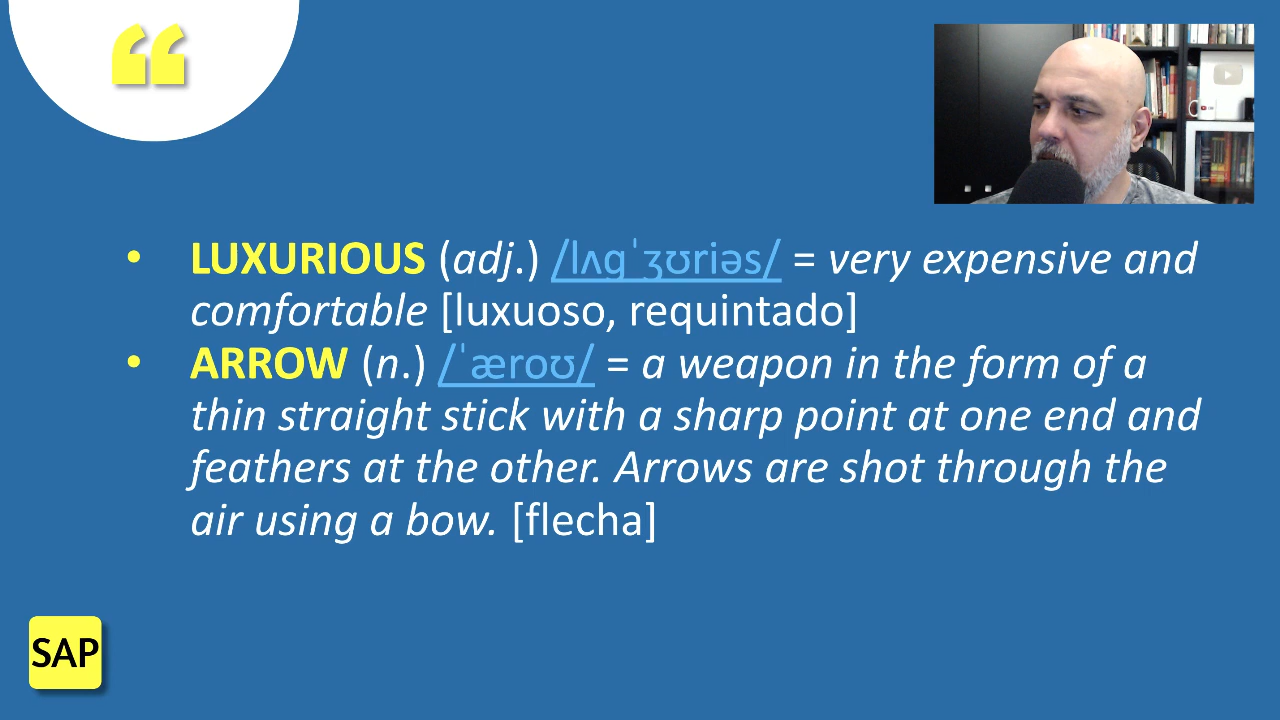 “
• LUXURIOUS (adj.) /lʌɡˈʒʊriəs/ = very expensive and
comfortable [luxuoso, requintado]
• ARROW (n.) /ˈæroʊ/ = a weapon in the form of a
thin straight stick with a sharp point at one end and
feathers at the other. Arrows are shot through the
air using a bow. [flecha]
SAP